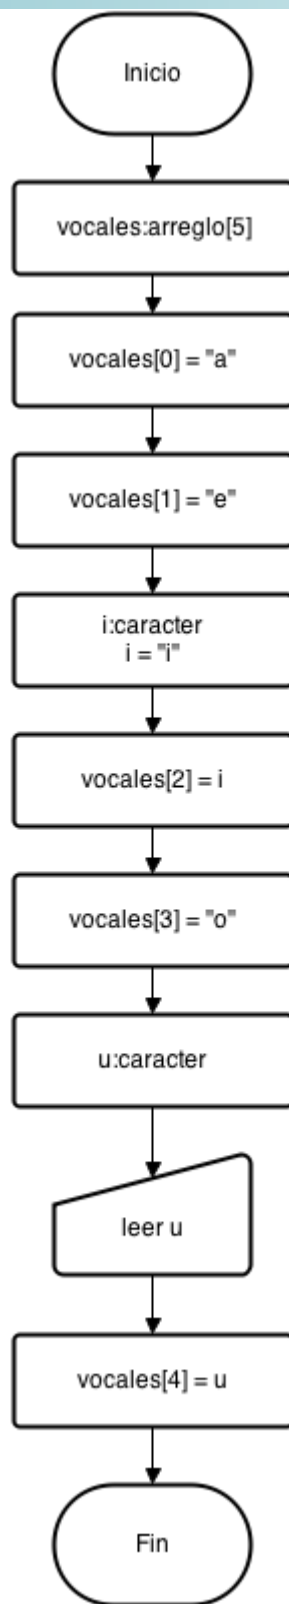 Inicio
vocales:arreglo[5]
vocales[0] = "a"
vocales[1] = "e"
i:caracter
i = "i"
vocales[2] = i
vocales[3] = "o"
u:caracter
leer u
vocales[4] = u
Fin